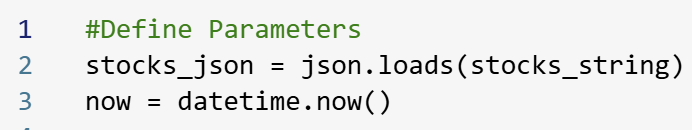 1 #Define Parameters
2 stocks_json = json.loads(stocks_string)
3 now = datetime.now()